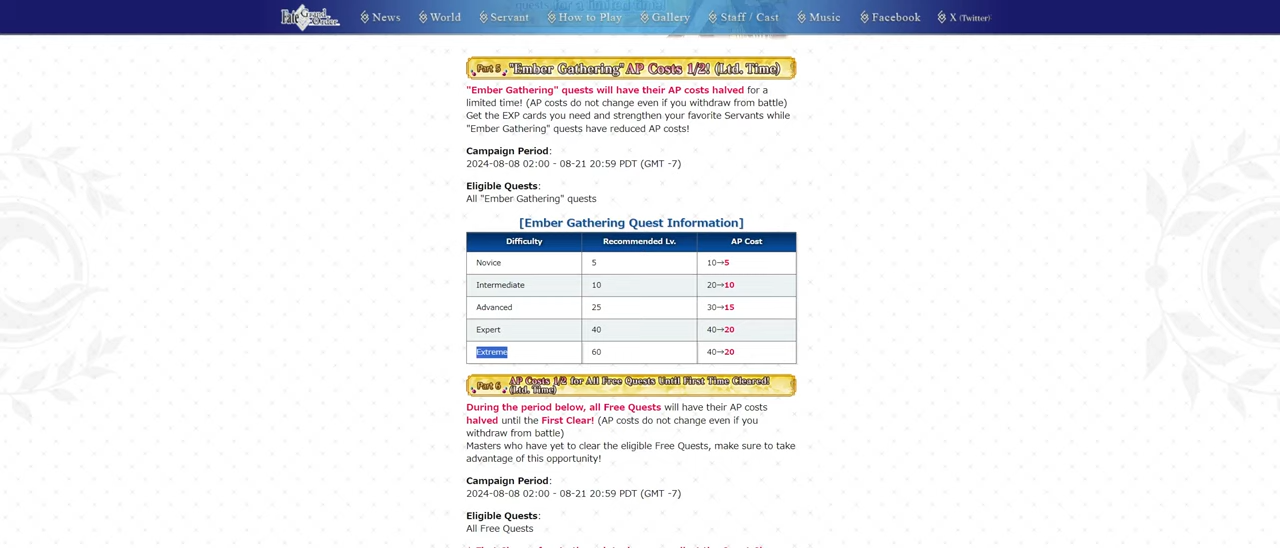 Fate Grand Order
News
World
Servant
How to Play
Gallery
Staff / Cast
Music
Facebook
X (Twitter)
Part 5 "Ember Gathering" AP Costs 1/2! (Ltd. Time)
"Ember Gathering" quests will have their AP costs halved for a
limited time! (AP costs do not change even if you withdraw from battle)
Get the EXP cards you need and strengthen your favorite Servants while
"Ember Gathering" quests have reduced AP costs!
Campaign Period:
2024-08-08 02:00 - 08-21 20:59 PDT (GMT -7)
Eligible Quests:
All "Ember Gathering" quests
[Ember Gathering Quest Information]
Difficulty Recommended Lv. AP Cost
Novice 5 10→5
Intermediate 10 20→10
Advanced 25 30→15
Expert 40 40→20
Extreme 60 40→20
Part 6 AP Costs 1/2 for All Free Quests Until First Time Cleared!
(Ltd. Time)
During the period below, all Free Quests will have their AP costs
halved until the First Clear! (AP costs do not change even if you
withdraw from battle)
Masters who have yet to clear the eligible Free Quests, make sure to take
advantage of this opportunity!
Campaign Period:
2024-08-08 02:00 - 08-21 20:59 PDT (GMT -7)
Eligible Quests:
All Free Quests